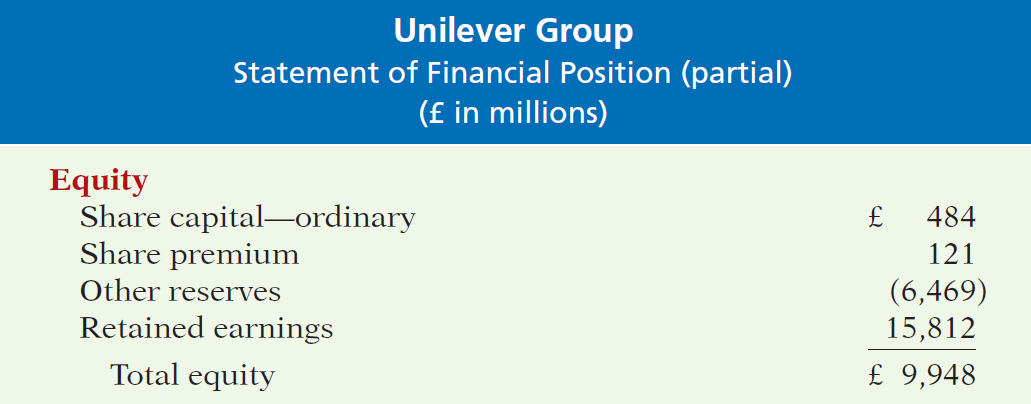 Unilever Group
Statement of Financial Position (partial)
(£ in millions)
Equity
Share capital—ordinary £ 484
Share premium 121
Other reserves (6,469)
Retained earnings 15,812
Total equity £ 9,948